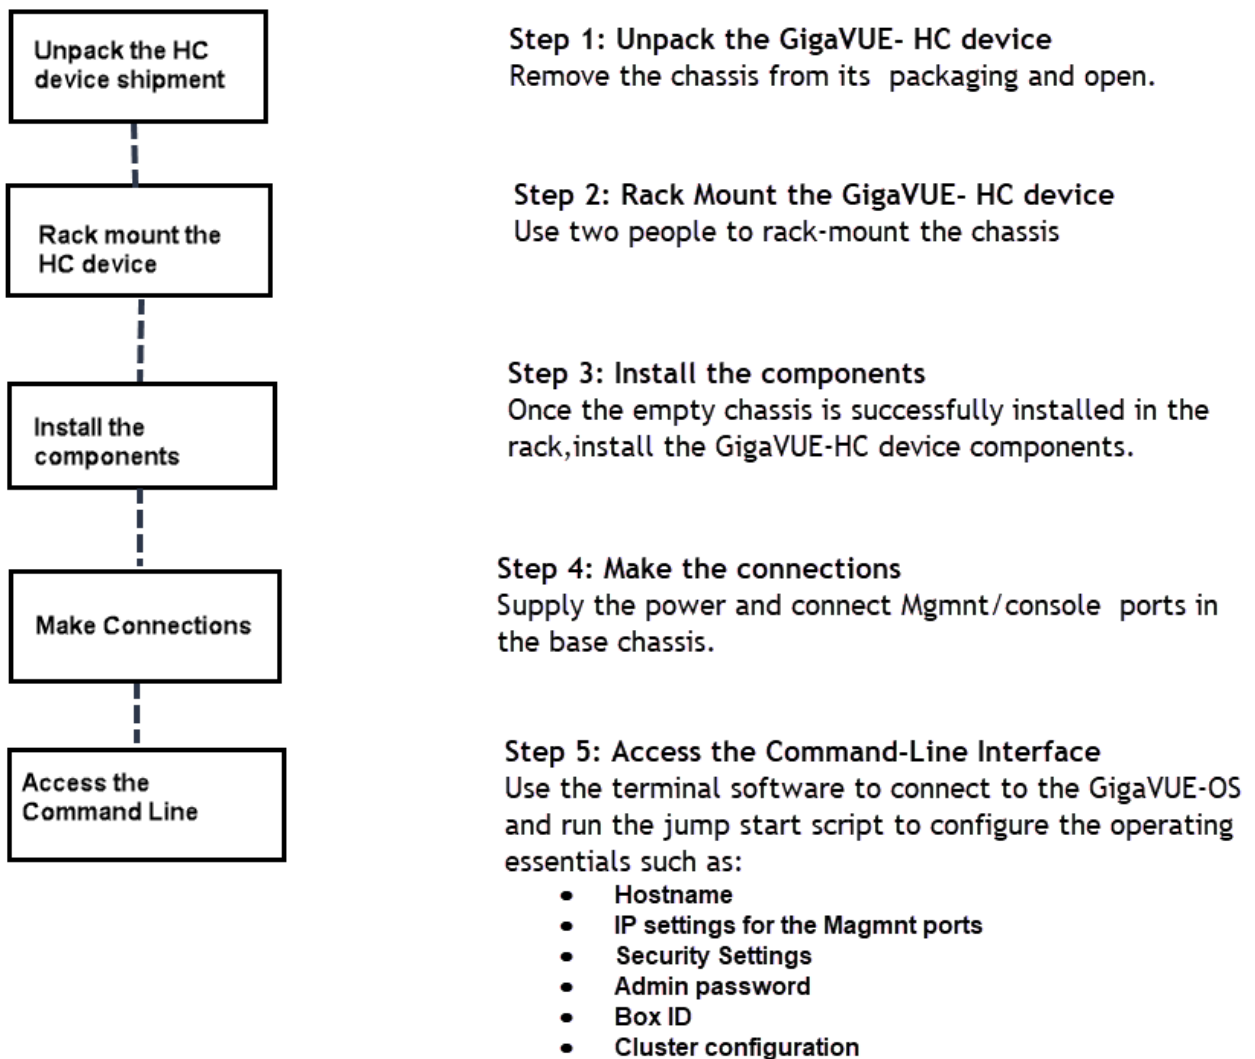 Unpack the HC
device shipment
Step 1: Unpack the GigaVUE- HC device
Remove the chassis from its  packaging and open.
Rack mount the
HC device
Step 2: Rack Mount the GigaVUE- HC device
Use two people to rack-mount the chassis
Install the
components
Step 3: Install the components
Once the empty chassis is successfully installed in the
rack,install the GigaVUE-HC device components.
Make Connections
Step 4: Make the connections
Supply the power and connect Mgmnt/console  ports in
the base chassis.
Access the
Command Line
Step 5: Access the Command-Line Interface
Use the terminal software to connect to the GigaVUE-OS
and run the jump start script to configure the operating
essentials such as:
• Hostname
• IP settings for the Magmnt ports
• Security Settings
• Admin password
• Box ID
• Cluster configuration